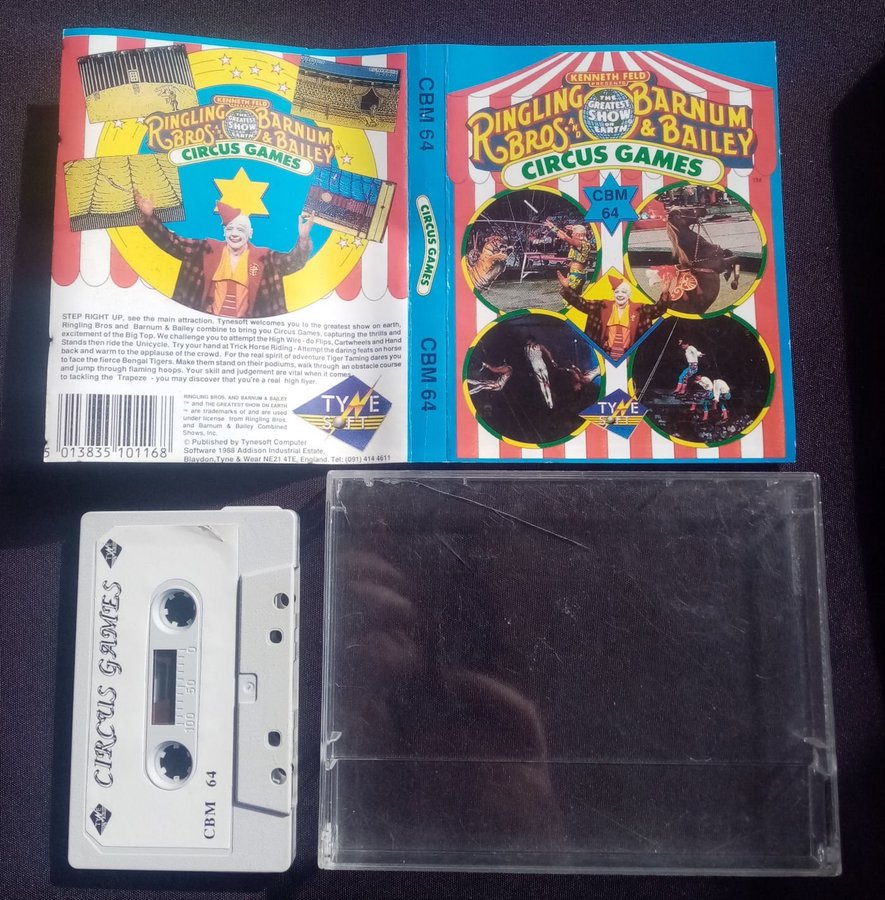 KENNETH FELD
RINGLING BROS. AND BARNUM & BAILEY
THE GREATEST SHOW ON EARTH
CIRCUS GAMES
STEP RIGHT UP, see the main attraction. Tynesoft welcomes you to the greatest show on earth,
Ringling Bros and Barnum & Bailey combine to bring you Circus Games, capturing the thrills and
excitement of the Big Top. We challenge you to attempt the High Wire - do Flips, Cartwheels and Hand
Stands then ride the Unicycle. Try your hand at Trick Horse Riding - Attempt the daring feats on horse
back and warm to the applause of the crowd. For the real spirit of adventure Tiger Taming dares you
to face the fierce Bengal Tigers. Make them stand on their podiums, walk through an obstacle course
and jump through flaming hoops. Your skill and judgement are vital when it comes
to tackling the Trapeze - you may discover that you're a real high flyer.
RINGLING BROS. AND BARNUM & BAILEY
™ and THE GREATEST SHOW ON EARTH
™ are trademarks of and are used
under license from Ringling Bros.
and Barnum & Bailey Combined
Shows, Inc.
© Published by Tynesoft Computer
Software 1988 Addison Industrial Estate,
Blaydon, Tyne & Wear NE21 4TE, England. Tel: (091) 414 4611
5 013835 101168
TYNE
SOFT
CBM 64
CIRCUS GAMES
CBM 64
KENNETH FELD
PRESENTS
RINGLING BROS. AND BARNUM & BAILEY
THE GREATEST SHOW ON EARTH
™
CIRCUS GAMES
CBM
64
TYNE
SOFT
CIRCUS GAMES
CBM 64
0
50
100